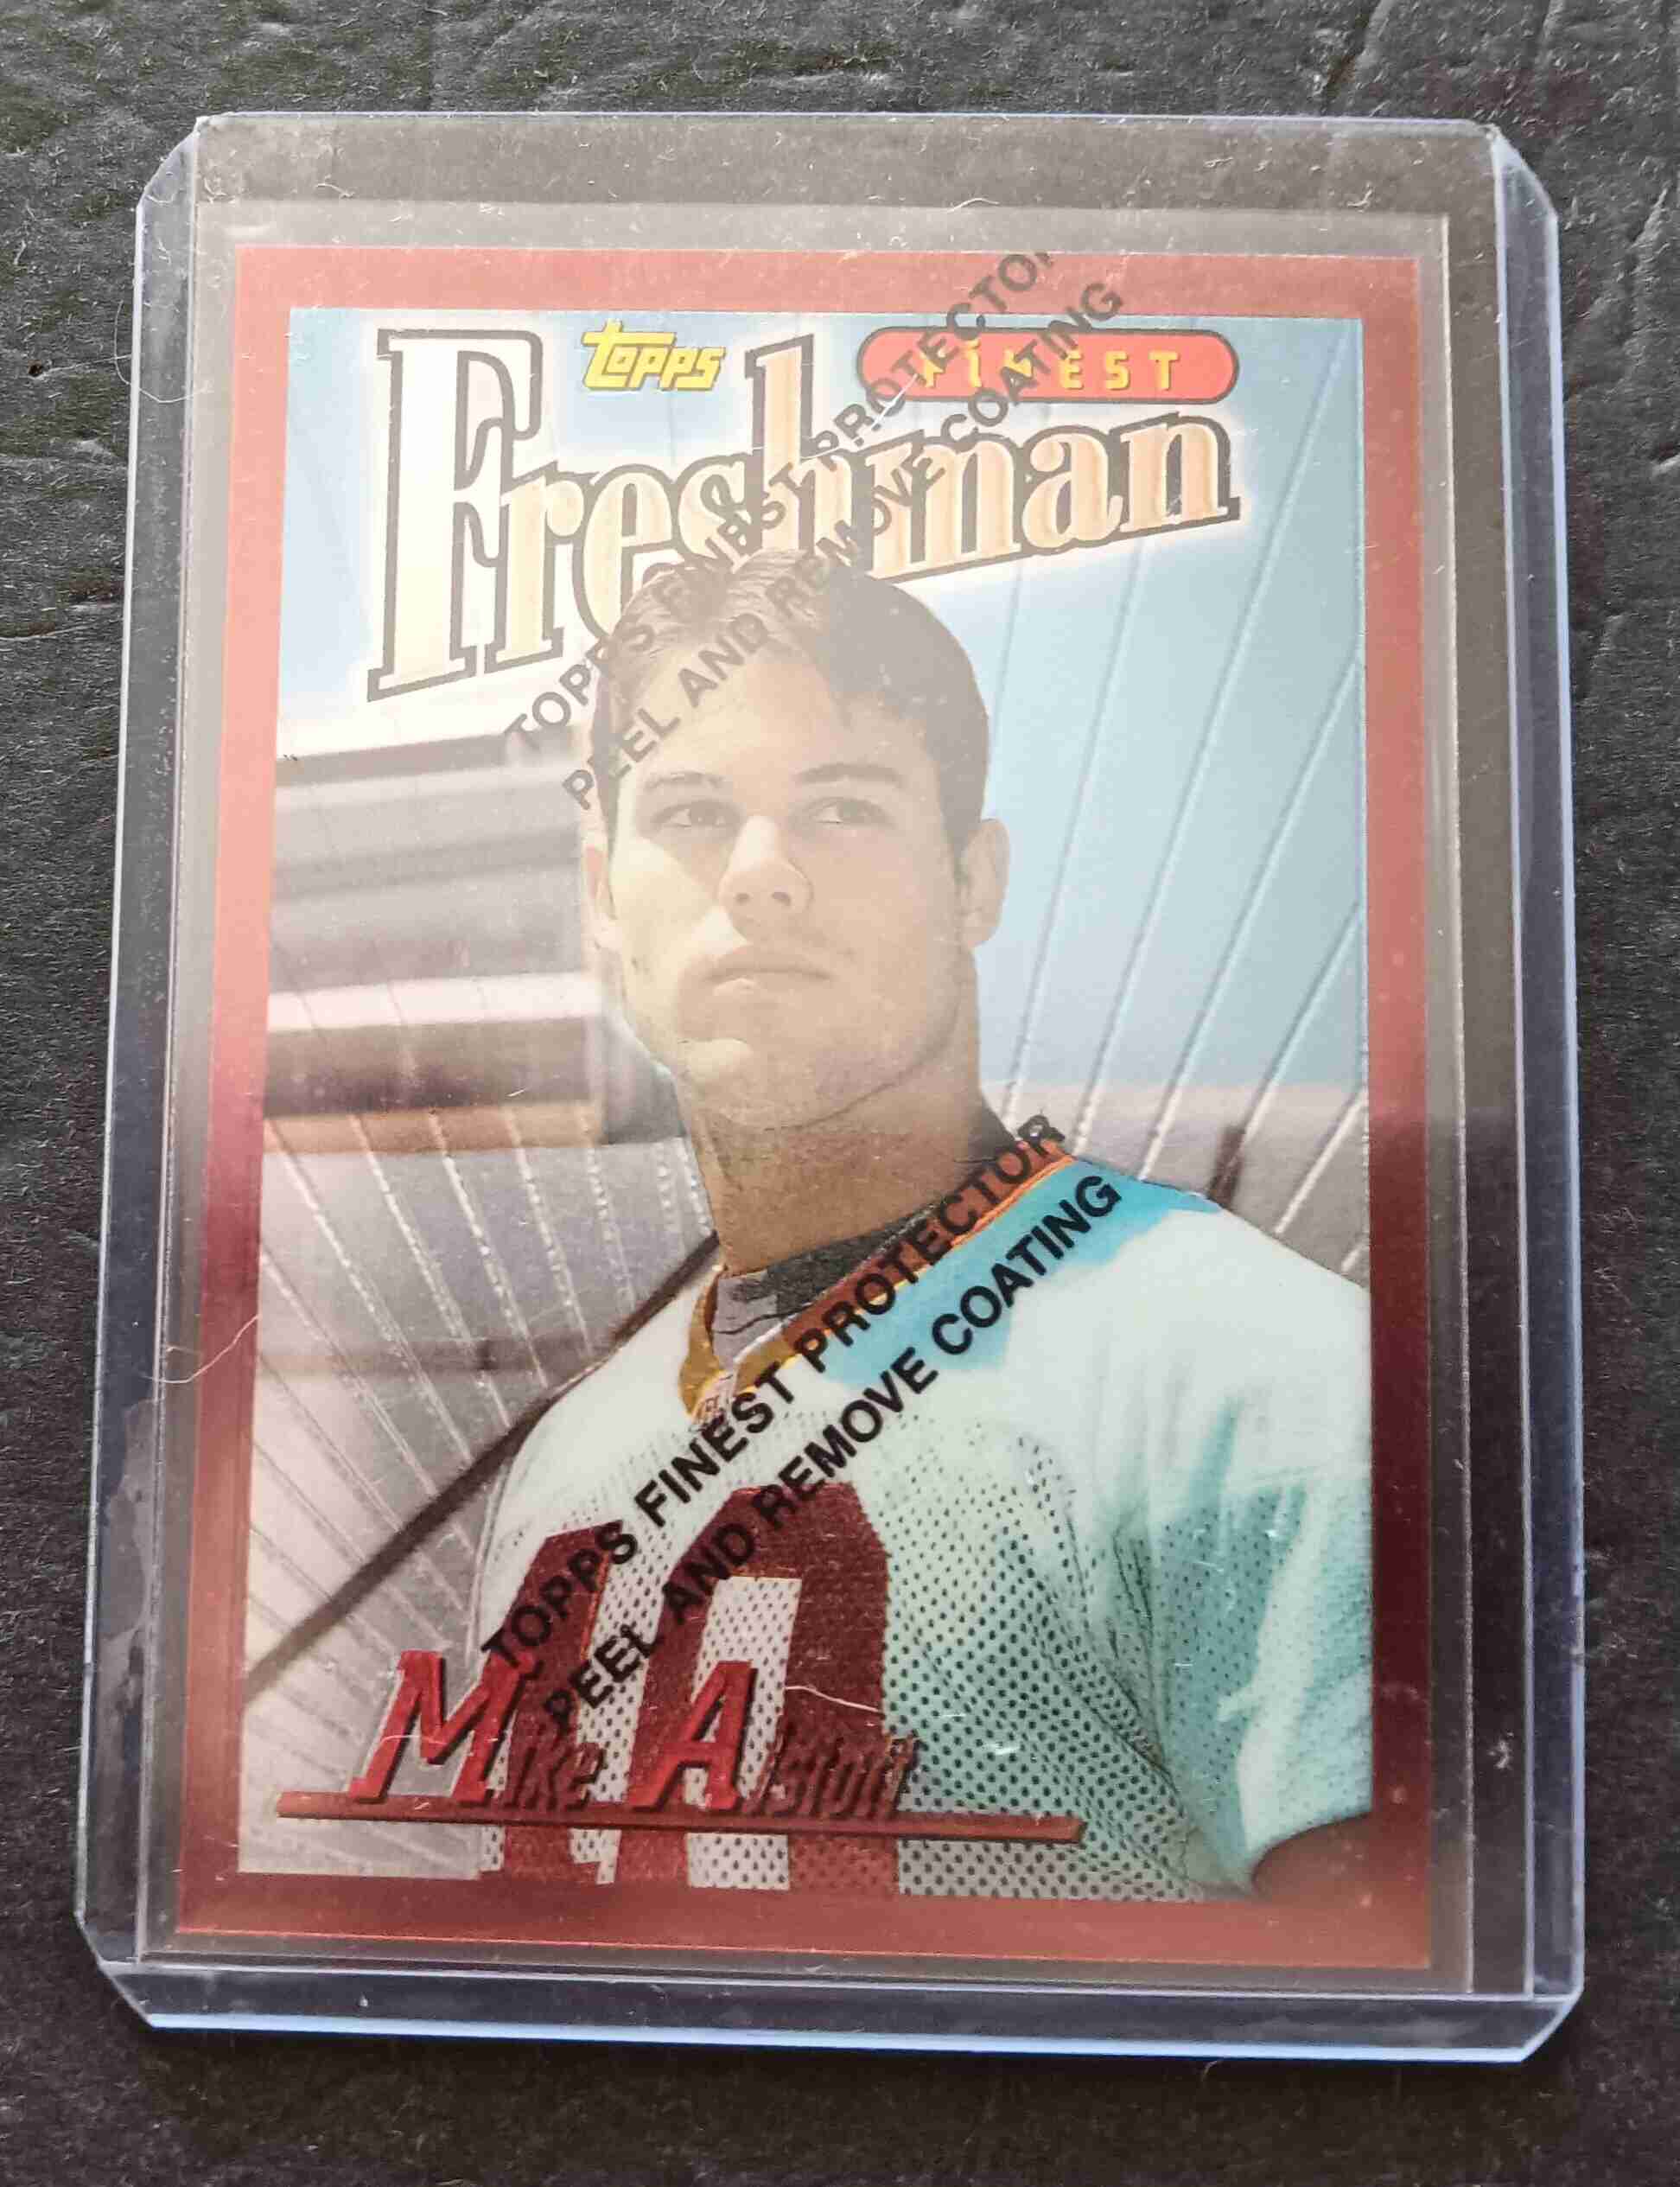 TOPPS FINEST
Freshman
TOPPS FINEST PROTECTOR
PEEL AND REMOVE COATING
TOPPS FINEST PROTECTOR
PEEL AND REMOVE COATING
10
Mike Alstott